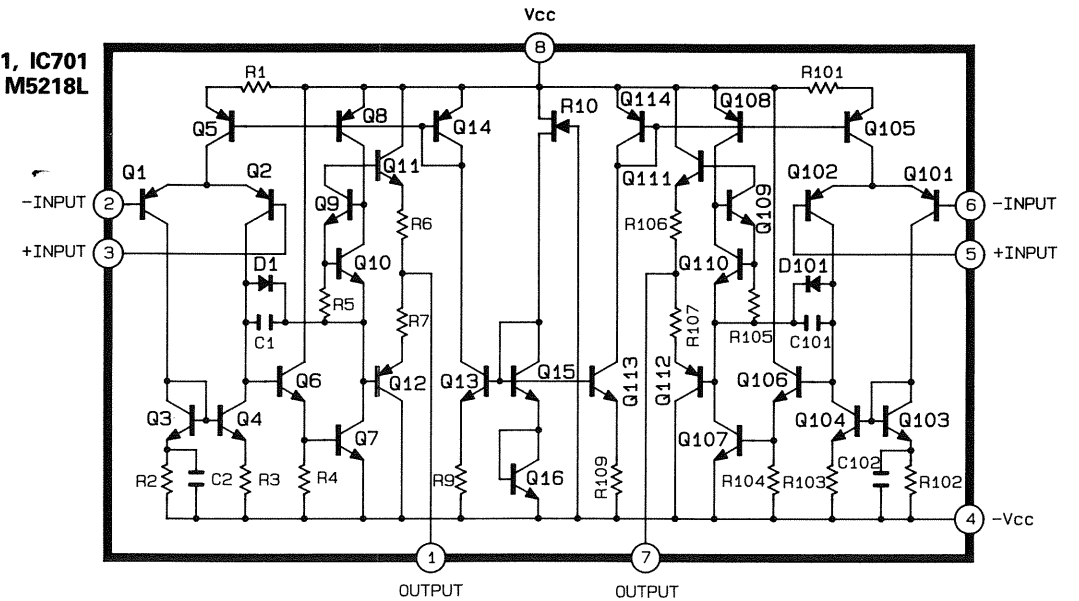 Vcc
1, IC701
8
M5218L
R1
R101
R10
Q5
Q8
Q14
Q114
Q108
Q105
Q1
Q2
Q11
Q111
Q102
Q101
-INPUT
2
Q9
Q109
6
-INPUT
R6
R106
+INPUT
3
D1
Q10
Q110
D101
5
+INPUT
R5
R7
R107
C1
R105
C101
Q6
Q12
Q13
Q15
Q113
Q112
Q106
Q3
Q4
Q7
Q107
Q104
Q103
R2
C2
R3
R4
R9
Q16
R109
R104
R103
C102
R102
4
-Vcc
1
7
OUTPUT
OUTPUT